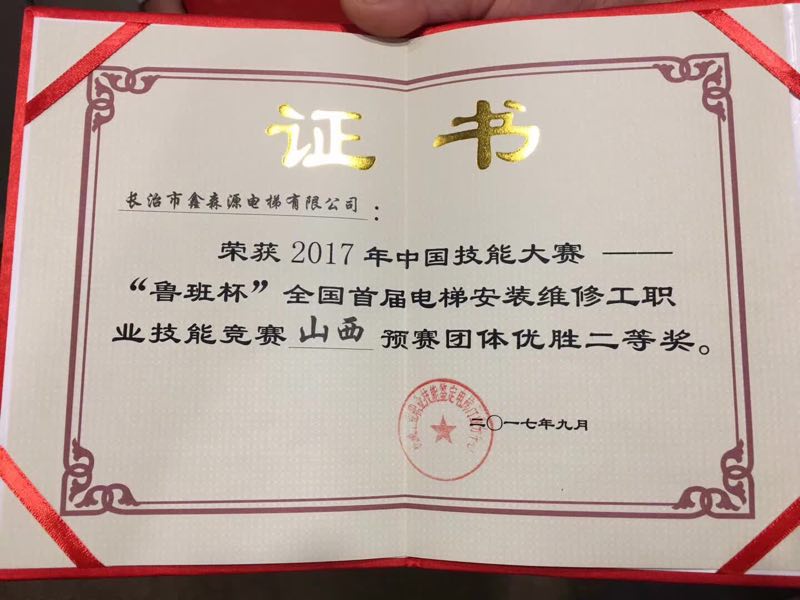 证 书
长治市鑫森源电梯有限公司：
荣获2017年中国技能大赛——
“鲁班杯”全国首届电梯安装维修工职
业技能竞赛山西预赛团体优胜二等奖。
二〇一七年九月